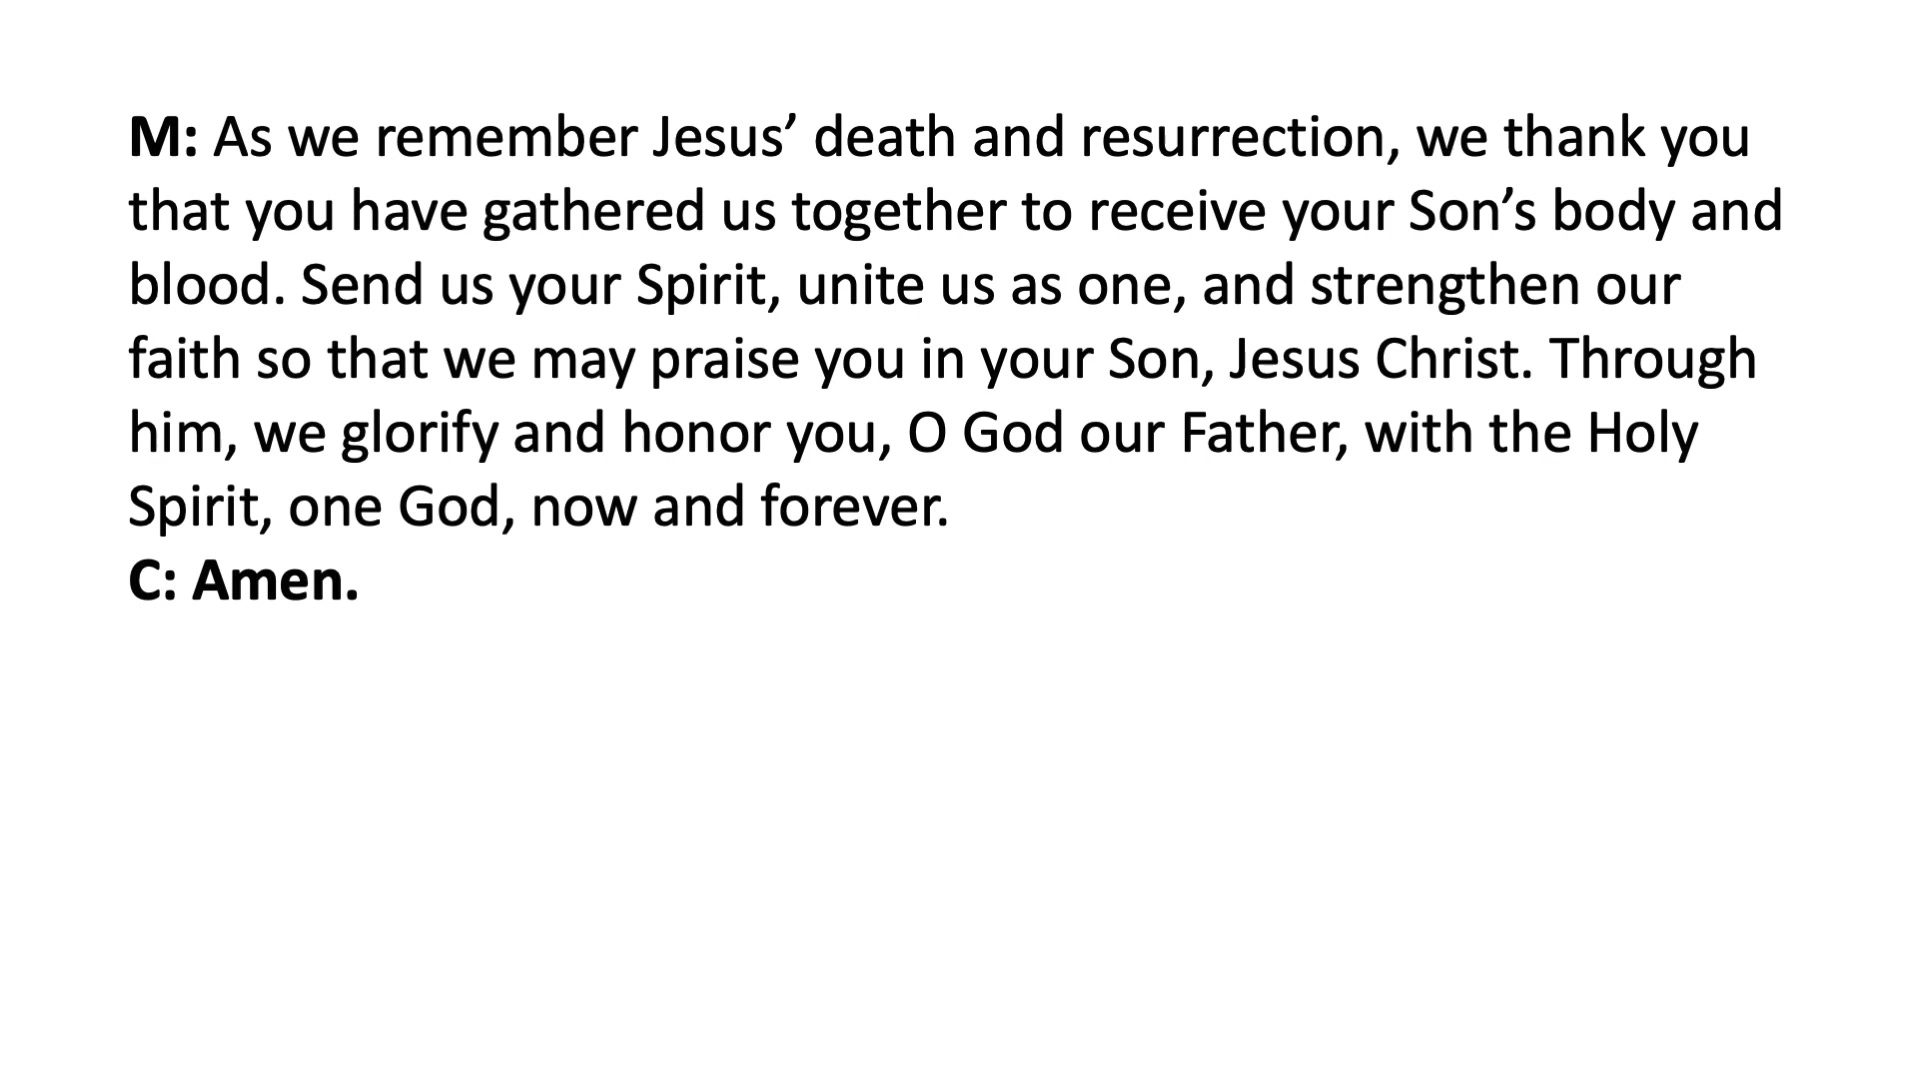 M: As we remember Jesus’ death and resurrection, we thank you
that you have gathered us together to receive your Son’s body and
blood. Send us your Spirit, unite us as one, and strengthen our
faith so that we may praise you in your Son, Jesus Christ. Through
him, we glorify and honor you, O God our Father, with the Holy
Spirit, one God, now and forever.
C: Amen.